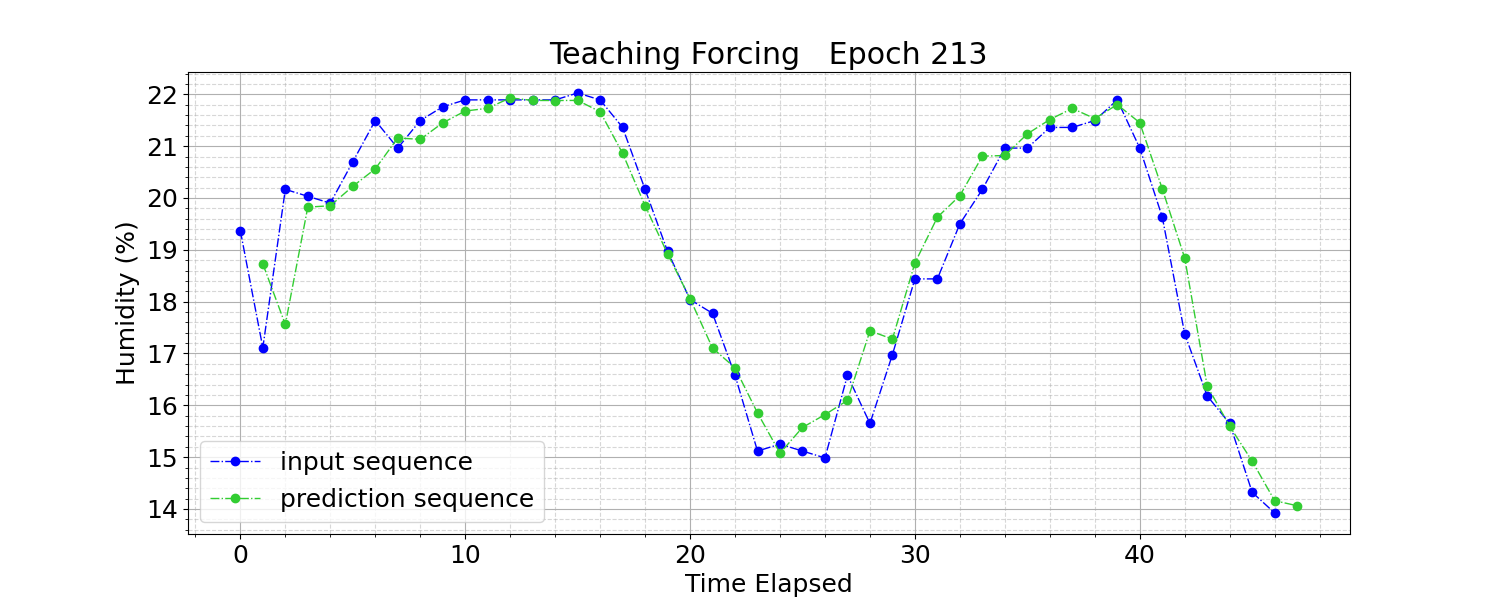 Teaching Forcing   Epoch 213
Humidity (%)
22
21
20
19
18
17
16
15
14
input sequence
prediction sequence
0 10 20 30 40
Time Elapsed